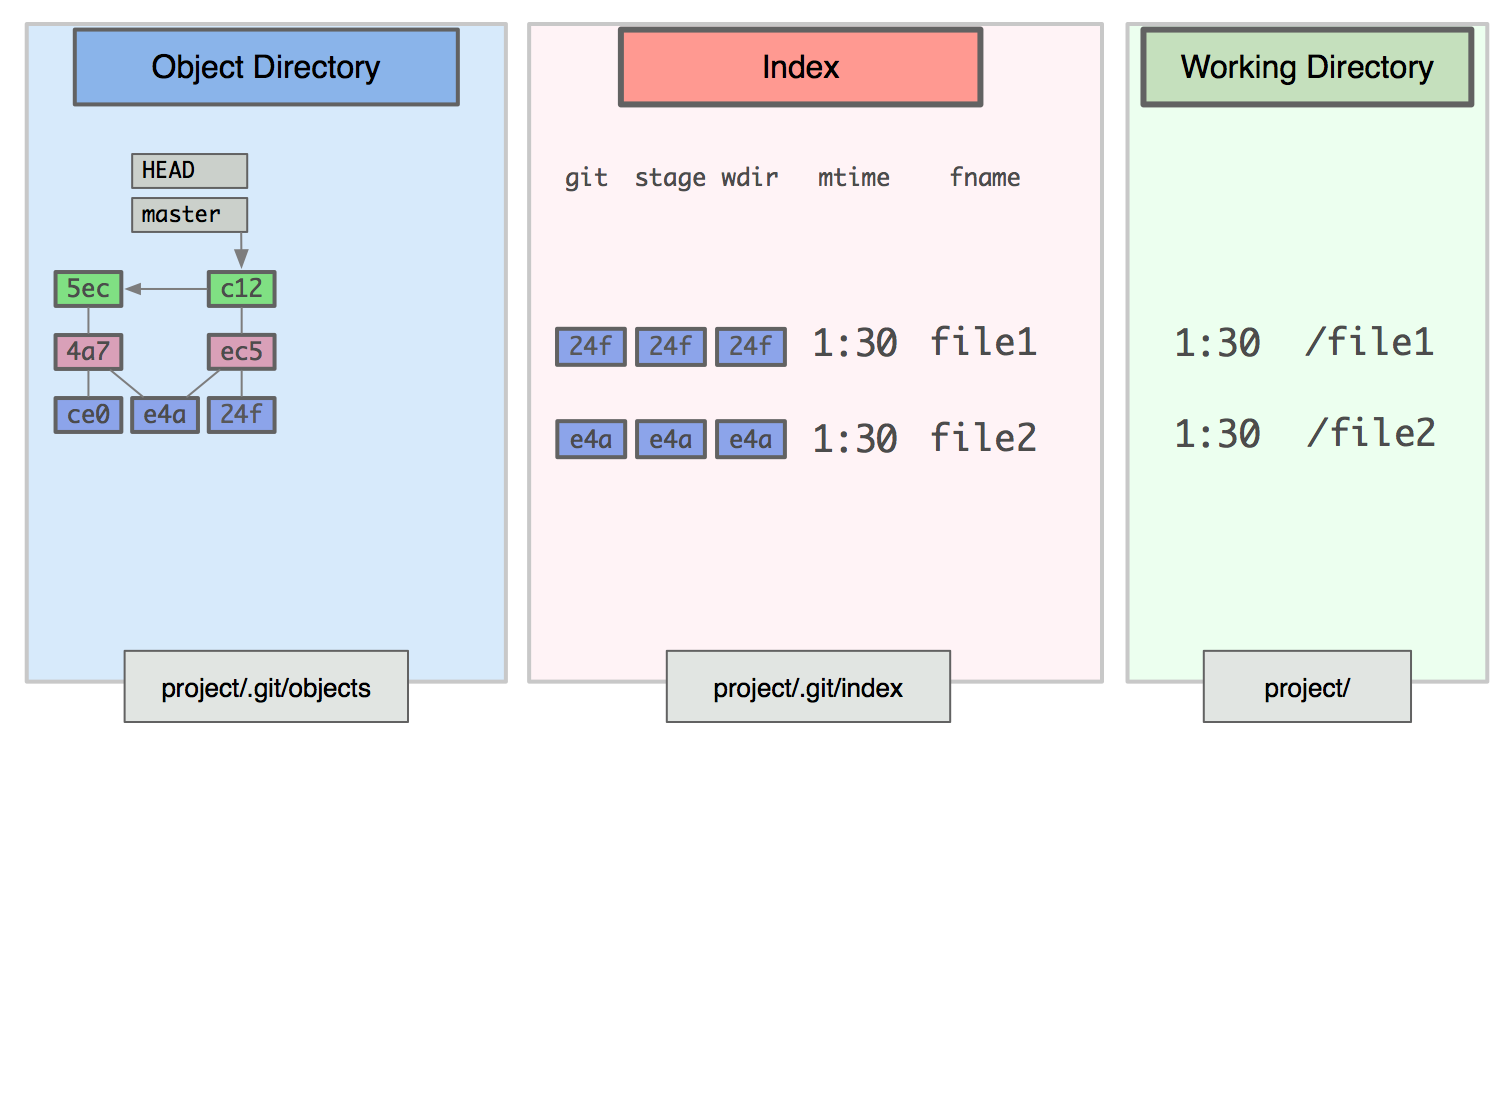 Object Directory
HEAD
master
5ec c12
4a7 ec5
ce0 e4a 24f
project/.git/objects
Index
git stage wdir mtime fname
24f 24f 24f 1:30 file1
e4a e4a e4a 1:30 file2
project/.git/index
Working Directory
1:30 /file1
1:30 /file2
project/